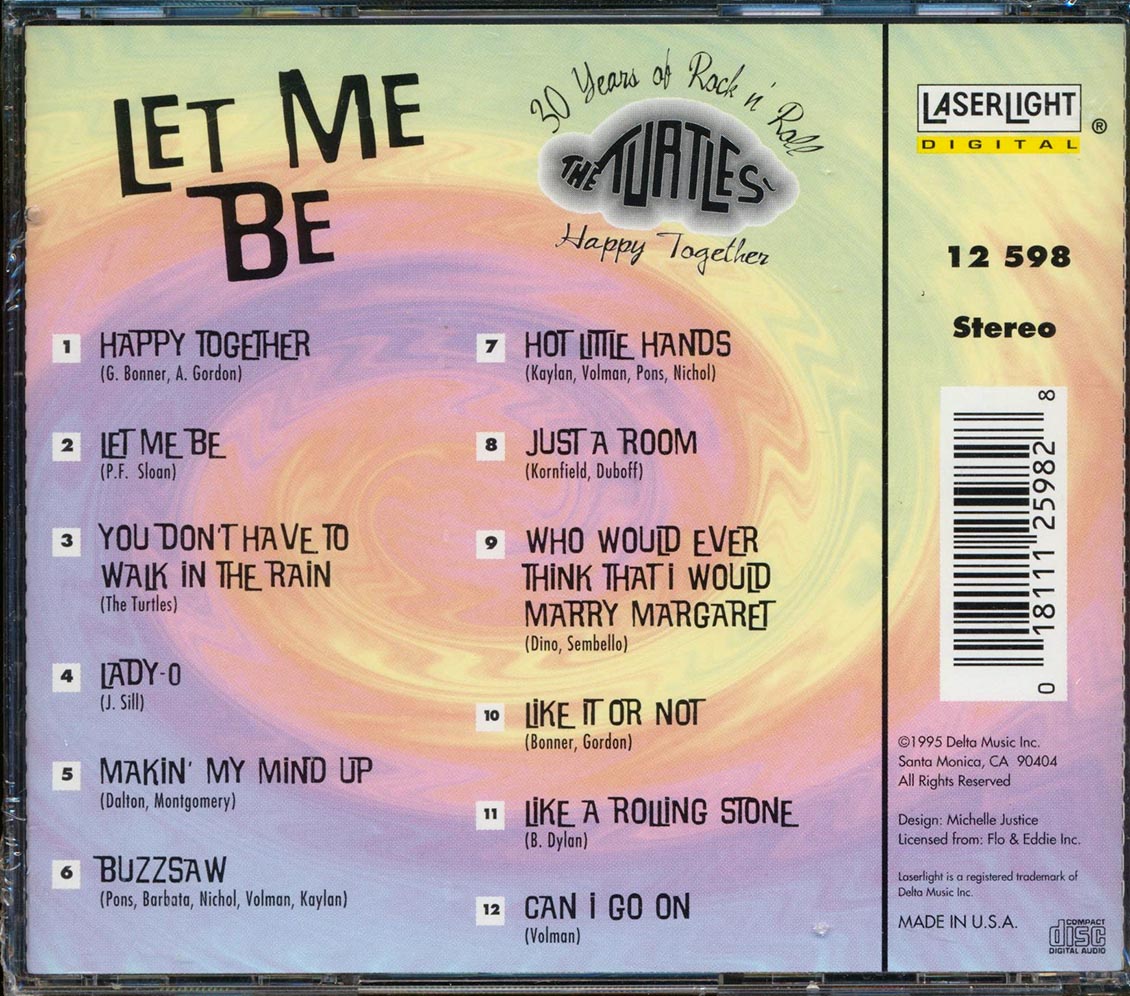 LET ME
BE
30 Years of Rock n' Roll
THE TURTLES'
Happy Together
1 HAPPY TOGETHER
(G. Bonner, A. Gordon)
2 LET ME BE
(P.F. Sloan)
3 YOU DON'T HAVE TO
WALK IN THE RAIN
(The Turtles)
4 LADY-O
(J. Sill)
5 MAKIN' MY MIND UP
(Dalton, Montgomery)
6 BUZZSAW
(Pons, Barbata, Nichol, Volman, Kaylan)
7 HOT LITTLE HANDS
(Kaylan, Volman, Pons, Nichol)
8 JUST A ROOM
(Kornfield, Duboff)
9 WHO WOULD EVER
THINK THAT I WOULD
MARRY MARGARET
(Dino, Sembello)
10 LIKE IT OR NOT
(Bonner, Gordon)
11 LIKE A ROLLING STONE
(B. Dylan)
12 CAN I GO ON
(Volman)
LASERLIGHT ®
DIGITAL
12 598
Stereo
0 18111 25982 8
©1995 Delta Music Inc.
Santa Monica, CA 90404
All Rights Reserved
Design: Michelle Justice
Licensed from: Flo & Eddie Inc.
Laserlight is a registered trademark of
Delta Music Inc.
MADE IN U.S.A.
COMPACT
disc
DIGITAL AUDIO